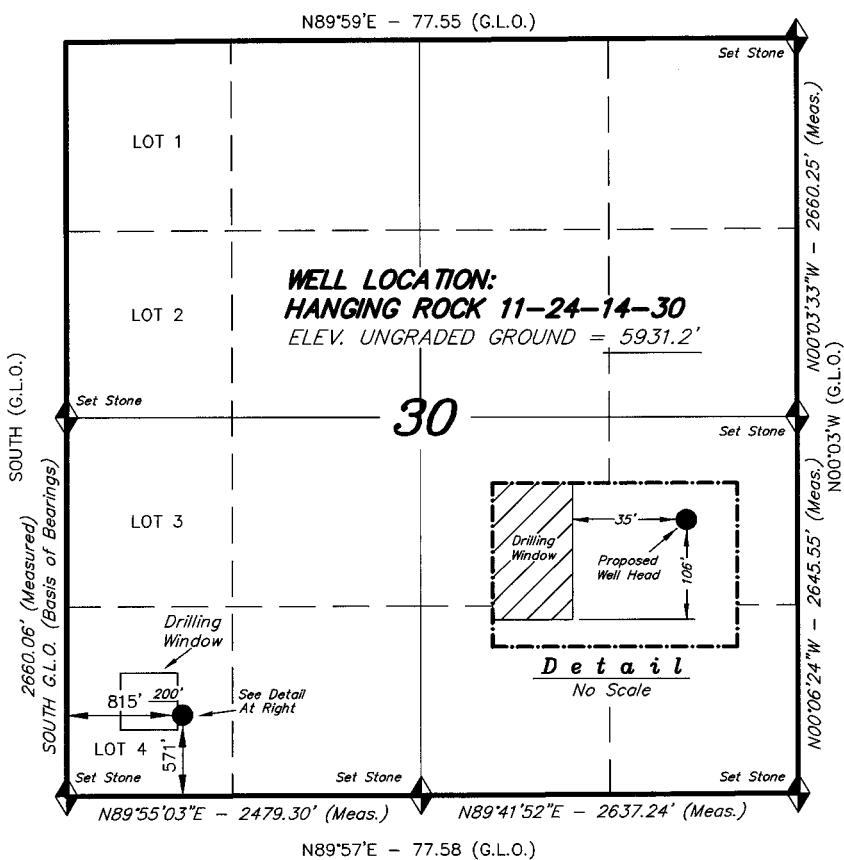 N89°59'E - 77.55 (G.L.O.)
Set Stone
LOT 1
N00°03'33"W - 2660.25' (Meas.)
WELL LOCATION:
HANGING ROCK 11-24-14-30
ELEV. UNGRADED GROUND = 5931.2'
LOT 2
SOUTH (G.L.O.)
N00°03'W (G.L.O.)
Set Stone
30
Set Stone
LOT 3
2660.06' (Measured)
SOUTH G.L.O. (Basis of Bearings)
Drilling
Window
35'
Proposed
Well Head
106'
N00°06'24"W - 2645.55' (Meas.)
Detail
No Scale
Drilling
Window
815'
200'
See Detail
At Right
571'
LOT 4
Set Stone
Set Stone
Set Stone
N89°55'03"E - 2479.30' (Meas.)
N89°41'52"E - 2637.24' (Meas.)
N89°57'E - 77.58 (G.L.O.)